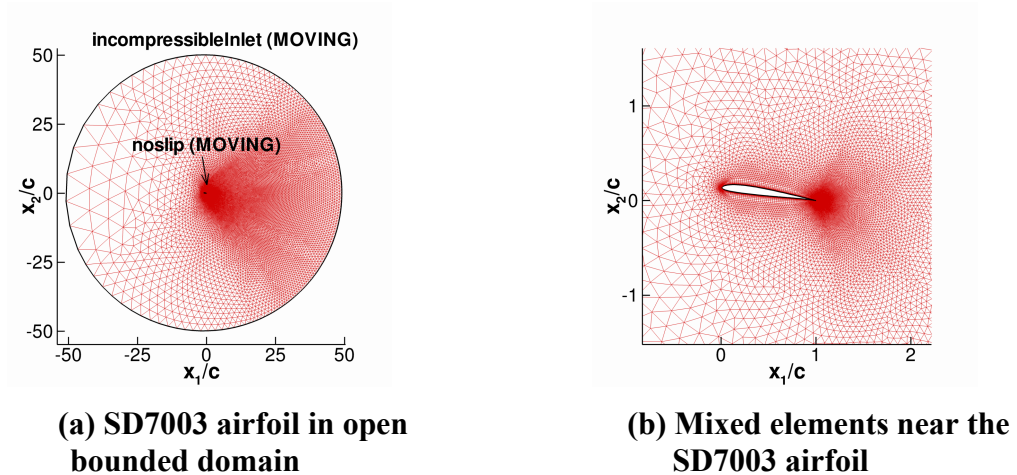 incompressibleInlet (MOVING)
50
25
0
-25
-50
noslip (MOVING)
x2/c
-50 -25 0 25 50
x1/c
1
0
-1
x2/c
0 1 2
x1/c
(a) SD7003 airfoil in open
bounded domain
(b) Mixed elements near the
SD7003 airfoil